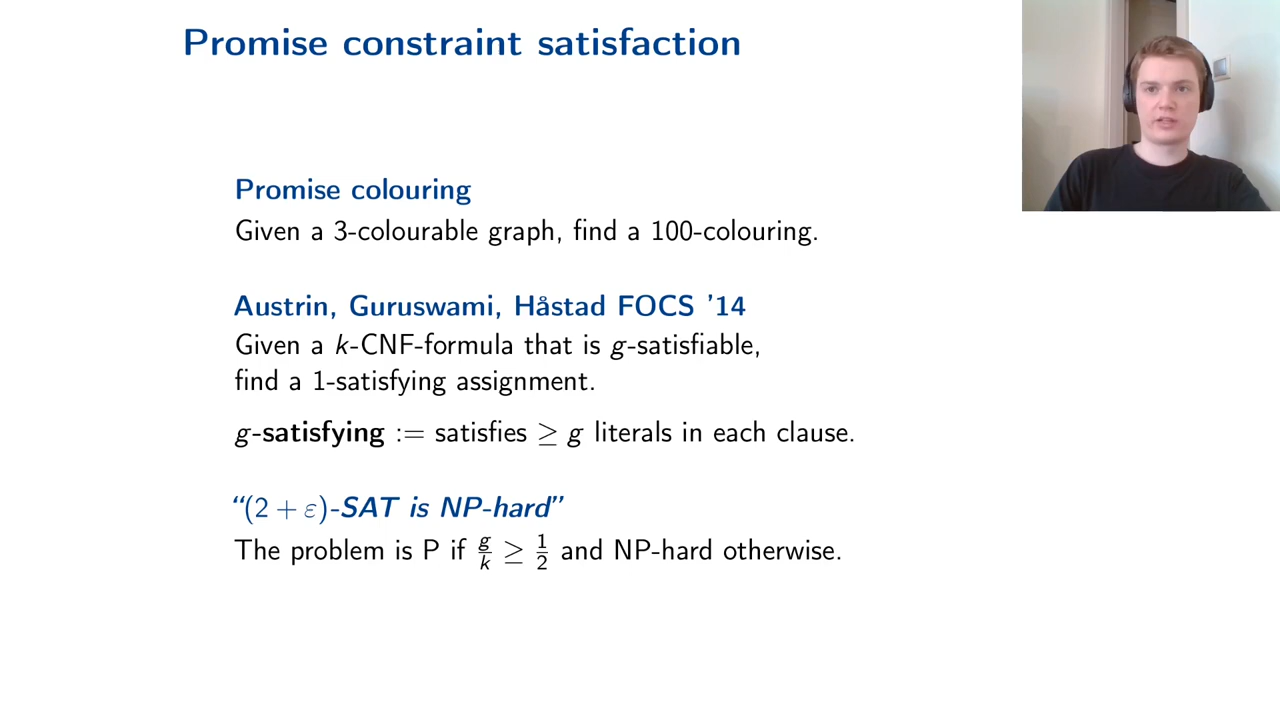 Promise constraint satisfaction
Promise colouring
Given a 3-colourable graph, find a 100-colouring.
Austrin, Guruswami, Håstad FOCS '14
Given a k-CNF-formula that is g-satisfiable,
find a 1-satisfying assignment.
g-satisfying := satisfies ≥ g literals in each clause.
“(2 + ε)-SAT is NP-hard”
The problem is P if g/k ≥ 1/2 and NP-hard otherwise.